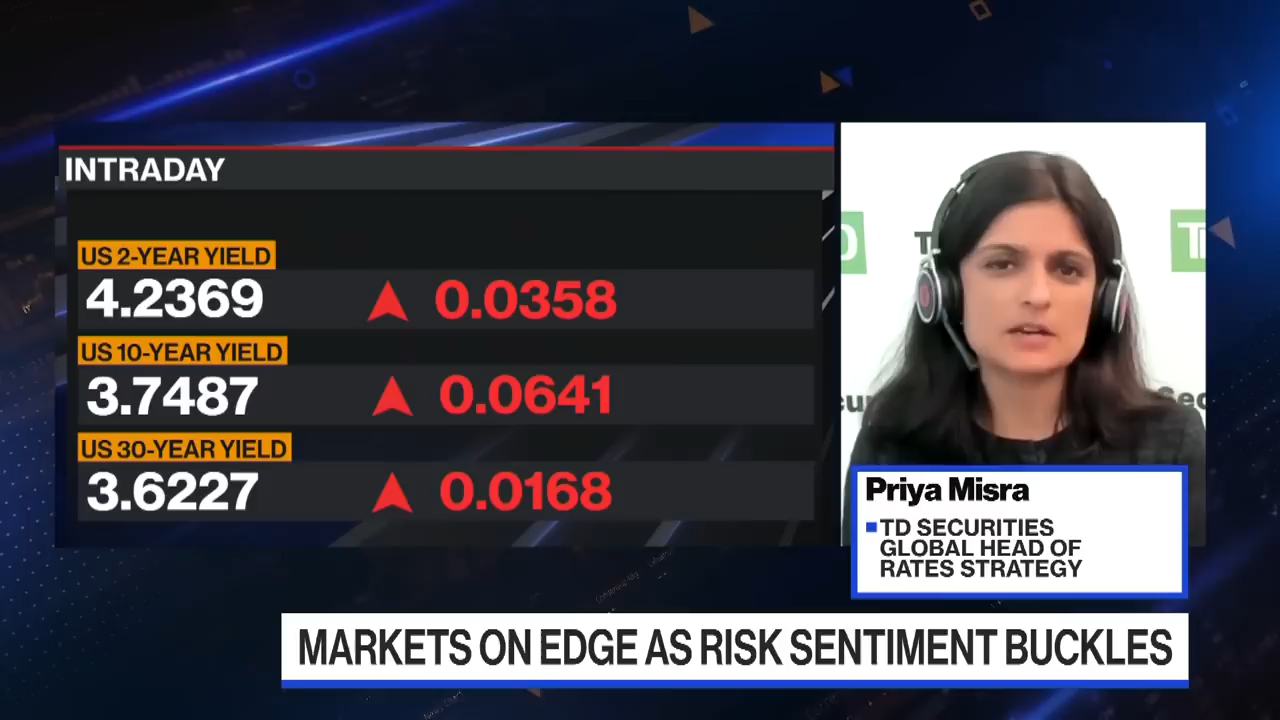 INTRADAY
US 2-YEAR YIELD
4.2369 ▲ 0.0358
US 10-YEAR YIELD
3.7487 ▲ 0.0641
US 30-YEAR YIELD
3.6227 ▲ 0.0168
Priya Misra
TD SECURITIES
GLOBAL HEAD OF
RATES STRATEGY
MARKETS ON EDGE AS RISK SENTIMENT BUCKLES